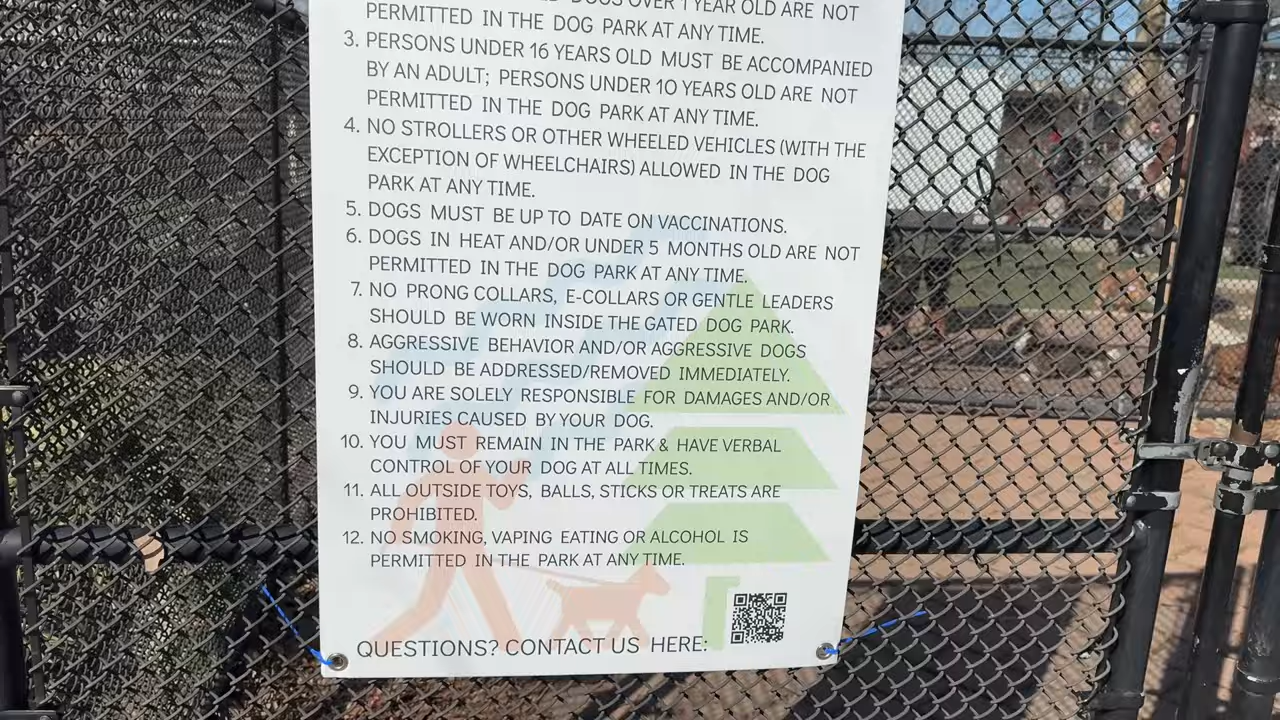 DOGS OVER 1 YEAR OLD ARE NOT
PERMITTED IN THE DOG PARK AT ANY TIME.
3. PERSONS UNDER 16 YEARS OLD MUST BE ACCOMPANIED
BY AN ADULT; PERSONS UNDER 10 YEARS OLD ARE NOT
PERMITTED IN THE DOG PARK AT ANY TIME.
4. NO STROLLERS OR OTHER WHEELED VEHICLES (WITH THE
EXCEPTION OF WHEELCHAIRS) ALLOWED IN THE DOG
PARK AT ANY TIME.
5. DOGS MUST BE UP TO DATE ON VACCINATIONS.
6. DOGS IN HEAT AND/OR UNDER 5 MONTHS OLD ARE NOT
PERMITTED IN THE DOG PARK AT ANY TIME.
7. NO PRONG COLLARS, E-COLLARS OR GENTLE LEADERS
SHOULD BE WORN INSIDE THE GATED DOG PARK.
8. AGGRESSIVE BEHAVIOR AND/OR AGGRESSIVE DOGS
SHOULD BE ADDRESSED/REMOVED IMMEDIATELY.
9. YOU ARE SOLELY RESPONSIBLE FOR DAMAGES AND/OR
INJURIES CAUSED BY YOUR DOG.
10. YOU MUST REMAIN IN THE PARK & HAVE VERBAL
CONTROL OF YOUR DOG AT ALL TIMES.
11. ALL OUTSIDE TOYS, BALLS, STICKS OR TREATS ARE
PROHIBITED.
12. NO SMOKING, VAPING EATING OR ALCOHOL IS
PERMITTED IN THE PARK AT ANY TIME.
QUESTIONS? CONTACT US HERE: